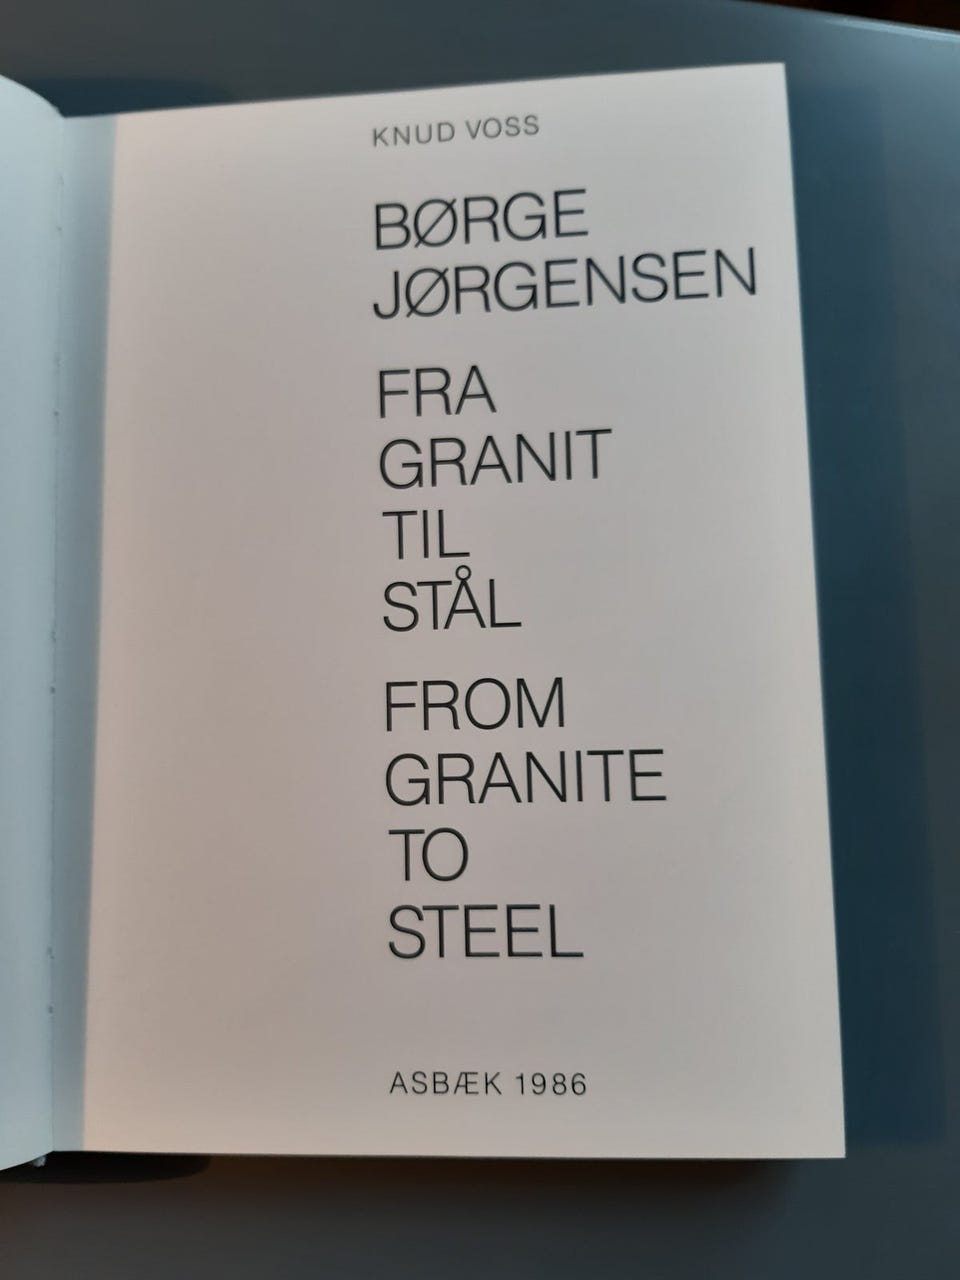 KNUD VOSS
BØRGE
JØRGENSEN
FRA
GRANIT
TIL
STÅL
FROM
GRANITE
TO
STEEL
ASBÆK 1986